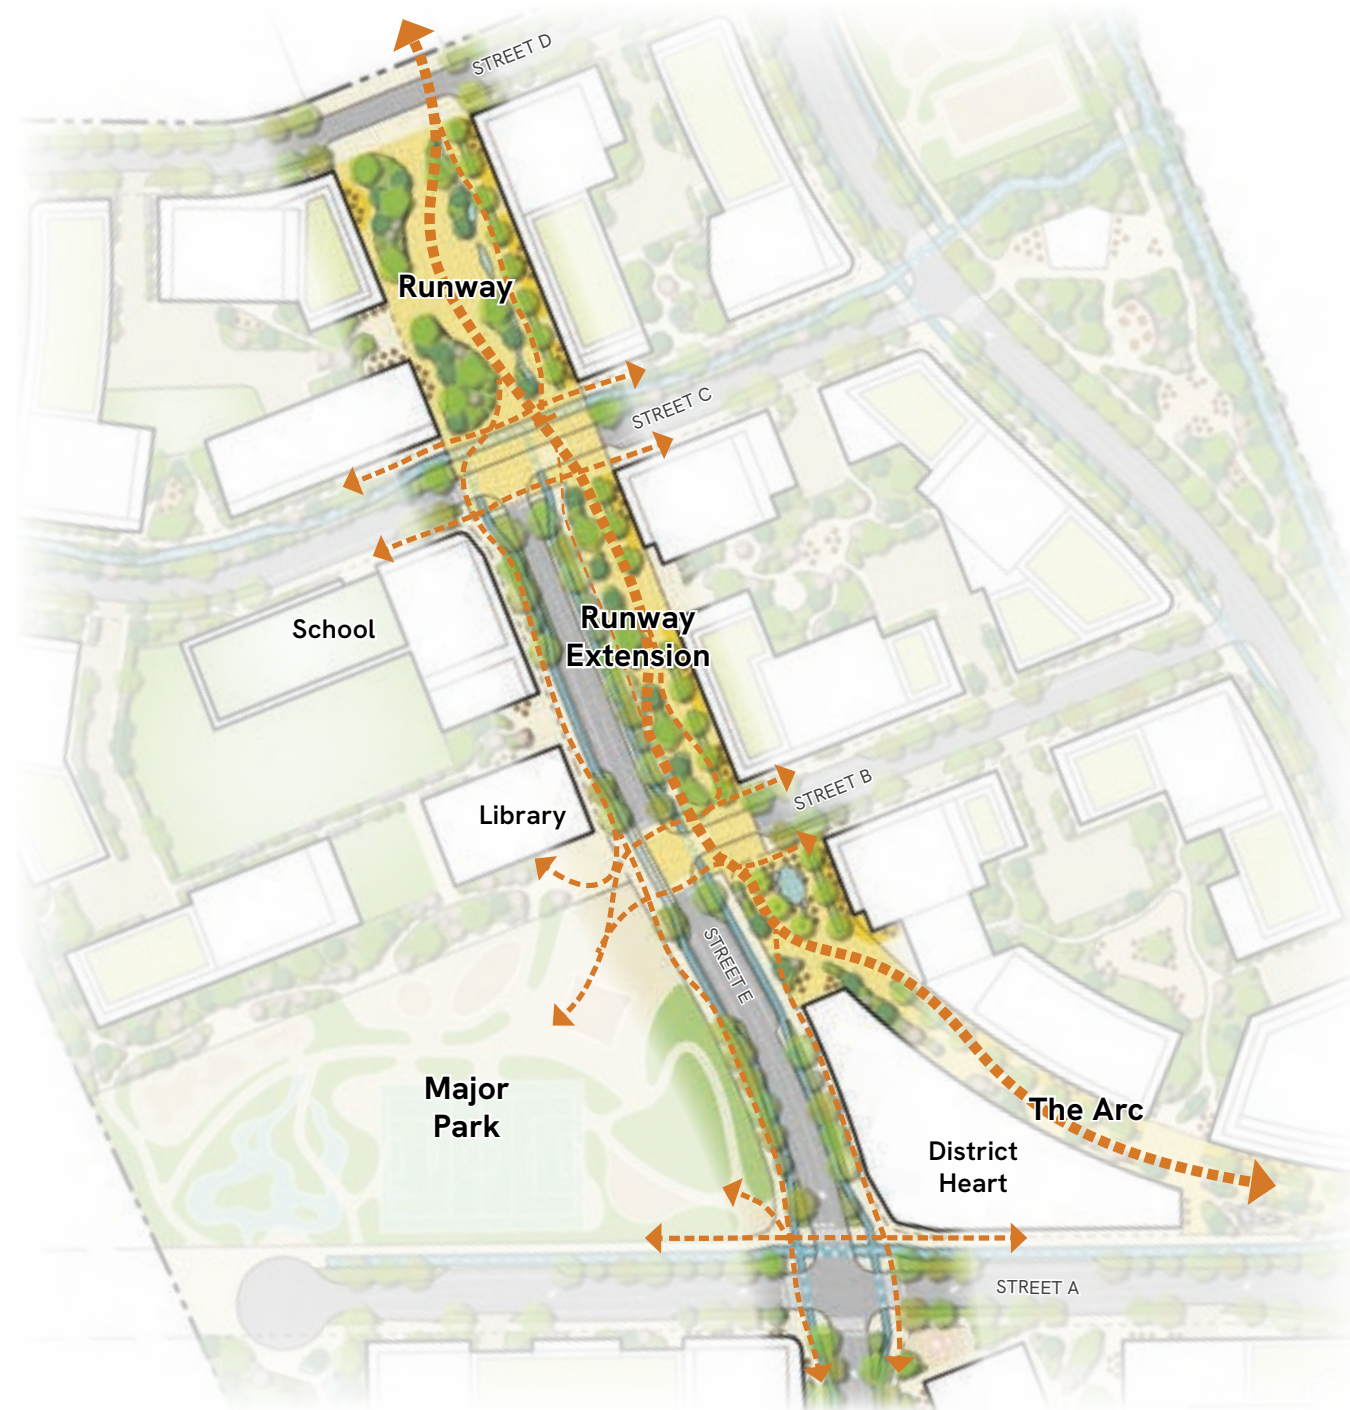 STREET D
Runway
STREET C
Runway
Extension
School
STREET B
Library
STREET E
Major
Park
The Arc
District
Heart
STREET A